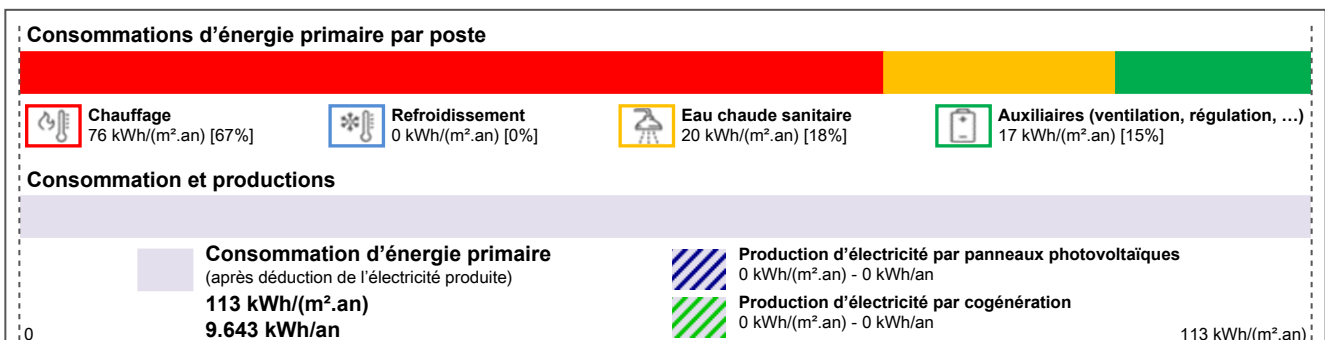 Consommations d'énergie primaire par poste
Chauffage
76 kWh/(m².an) [67%]
Refroidissement
0 kWh/(m².an) [0%]
Eau chaude sanitaire
20 kWh/(m².an) [18%]
Auxiliaires (ventilation, régulation, …)
17 kWh/(m².an) [15%]
Consommation et productions
Consommation d'énergie primaire
(après déduction de l'électricité produite)
113 kWh/(m².an)
9.643 kWh/an
Production d'électricité par panneaux photovoltaïques
0 kWh/(m².an) - 0 kWh/an
Production d'électricité par cogénération
0 kWh/(m².an) - 0 kWh/an
0
113 kWh/(m².an)